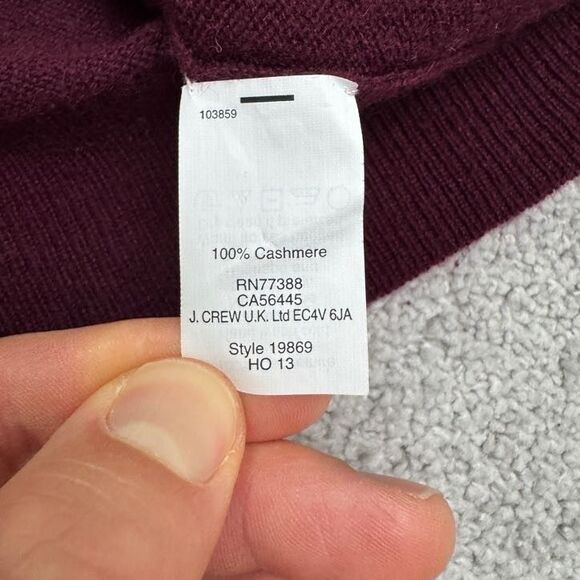 103859
100% Cashmere
RN77388
CA56445
J. CREW U.K. Ltd EC4V 6JA
Style 19869
HO 13